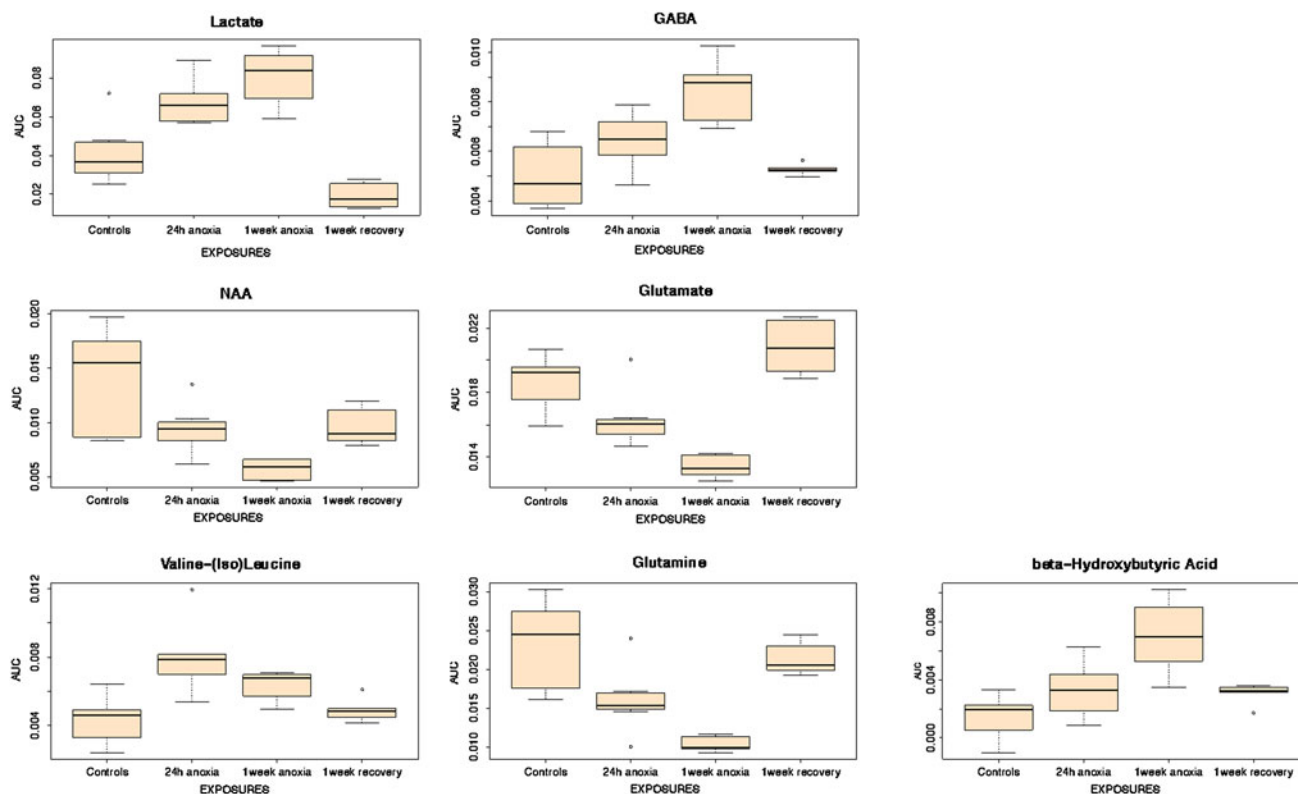 Lactate
AUC
0.02 0.04 0.06 0.08
Controls 24h anoxia 1week anoxia 1week recovery
EXPOSURES
GABA
AUC
0.004 0.006 0.008 0.010
Controls 24h anoxia 1week anoxia 1week recovery
EXPOSURES
NAA
AUC
0.005 0.010 0.015 0.020
Controls 24h anoxia 1week anoxia 1week recovery
EXPOSURES
Glutamate
AUC
0.014 0.018 0.022
Controls 24h anoxia 1week anoxia 1week recovery
EXPOSURES
Valine-(Iso)Leucine
AUC
0.004 0.008 0.012
Controls 24h anoxia 1week anoxia 1week recovery
EXPOSURES
Glutamine
AUC
0.010 0.015 0.020 0.025 0.030
Controls 24h anoxia 1week anoxia 1week recovery
EXPOSURES
beta-Hydroxybutyric Acid
AUC
0.000 0.004 0.008
Controls 24h anoxia 1week anoxia 1week recovery
EXPOSURES